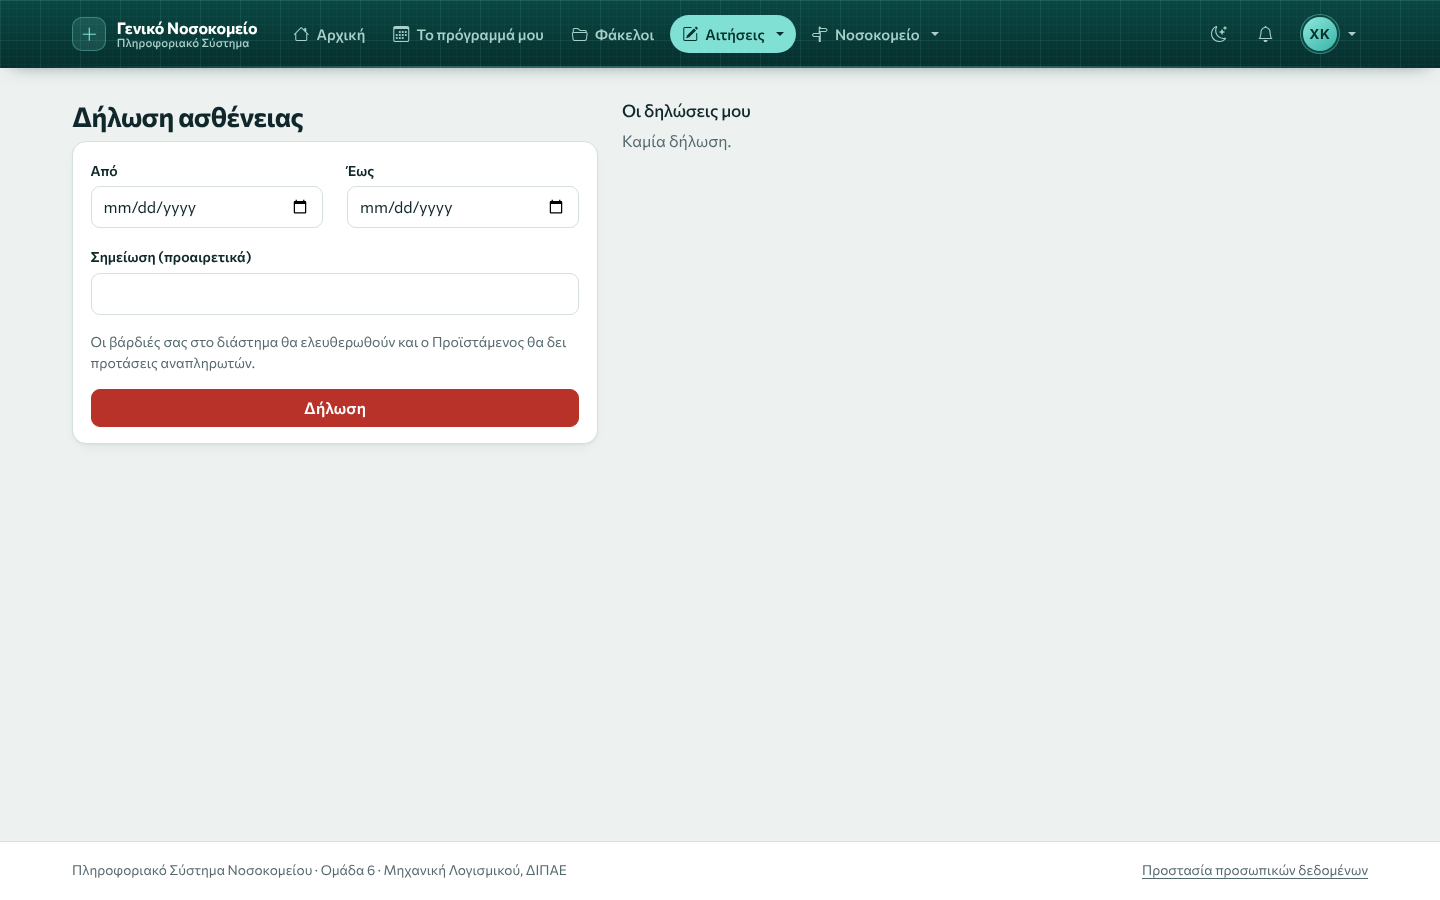 Γενικό Νοσοκομείο
Πληροφοριακό Σύστημα
Αρχική
Το πρόγραμμά μου
Φάκελοι
Αιτήσεις
Νοσοκομείο
ΧΚ
Δήλωση ασθένειας
Από
Έως
mm/dd/yyyy
mm/dd/yyyy
Σημείωση (προαιρετικά)
Οι βάρδιές σας στο διάστημα θα ελευθερωθούν και ο Προϊστάμενος θα δει
προτάσεις αναπληρωτών.
Δήλωση
Οι δηλώσεις μου
Καμία δήλωση.
Πληροφοριακό Σύστημα Νοσοκομείου · Ομάδα 6 · Μηχανική Λογισμικού, ΔΙΠΑΕ
Προστασία προσωπικών δεδομένων